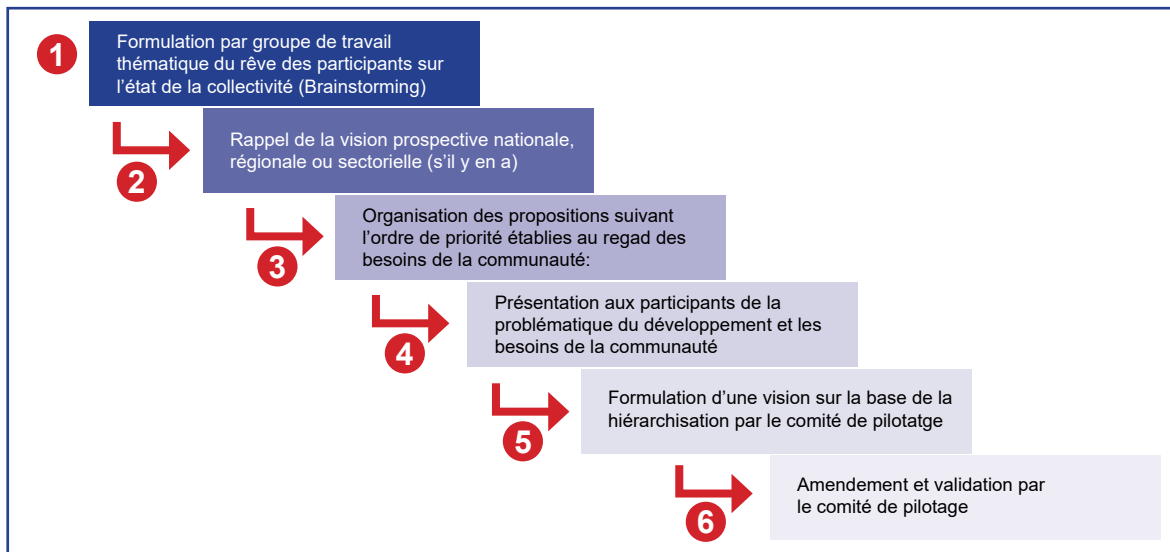 1
Formulation par groupe de travail
thématique du rêve des participants sur
l'état de la collectivité (Brainstorming)
2
Rappel de la vision prospective nationale,
régionale ou sectorielle (s'il y en a)
3
Organisation des propositions suivant
l'ordre de priorité établies au regad des
besoins de la communauté:
4
Présentation aux participants de la
problématique du développement et les
besoins de la communauté
5
Formulation d'une vision sur la base de la
hiérarchisation par le comité de pilotatge
6
Amendement et validation par
le comité de pilotage